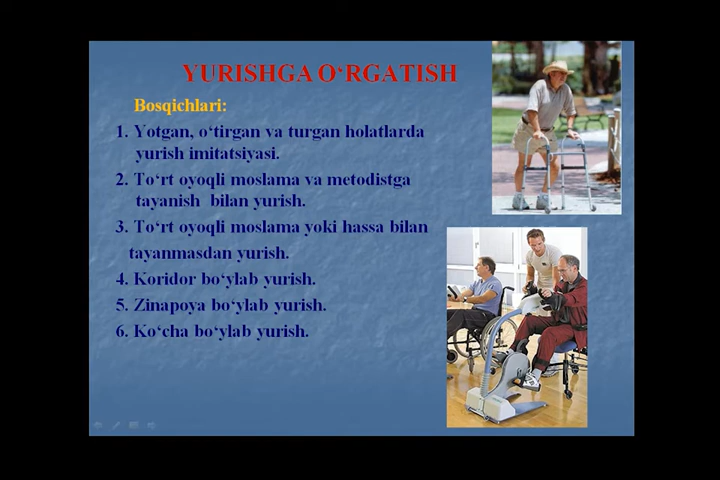 YURISHGA O‘RGATISH
Bosqichlari:
1. Yotgan, o‘tirgan va turgan holatlarda
yurish imitatsiyasi.
2. To‘rt oyoqli moslama va metodistga
tayanish bilan yurish.
3. To‘rt oyoqli moslama yoki hassa bilan
tayanmasdan yurish.
4. Koridor bo‘ylab yurish.
5. Zinapoya bo‘ylab yurish.
6. Ko‘cha bo‘ylab yurish.